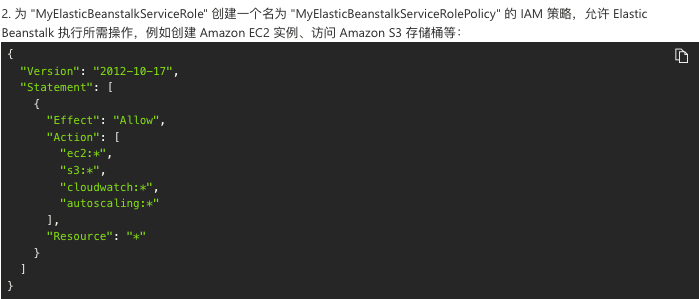 2. 为 "MyElasticBeanstalkServiceRole" 创建一个名为 "MyElasticBeanstalkServiceRolePolicy" 的 IAM 策略，允许 Elastic
Beanstalk 执行所需操作，例如创建 Amazon EC2 实例、访问 Amazon S3 存储桶等：
{
  "Version": "2012-10-17",
  "Statement": [
    {
      "Effect": "Allow",
      "Action": [
        "ec2:*",
        "s3:*",
        "cloudwatch:*",
        "autoscaling:*"
      ],
      "Resource": "*"
    }
  ]
}